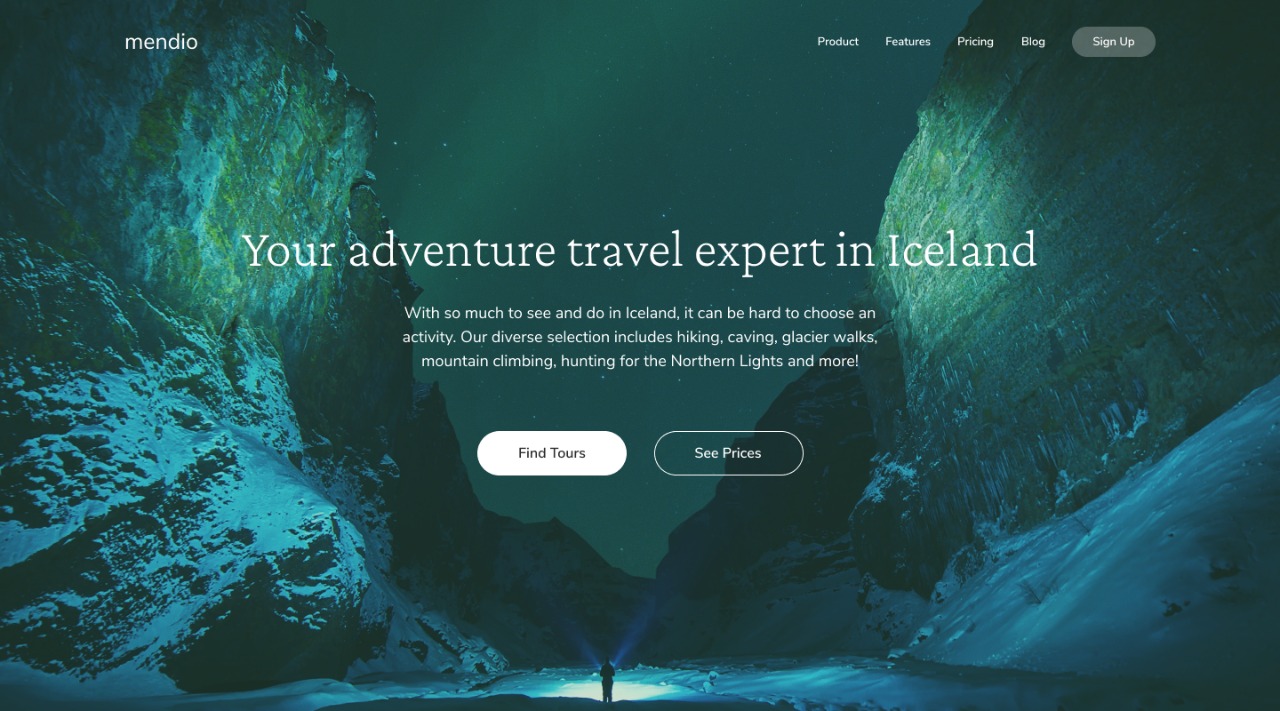 mendio
Product
Features
Pricing
Blog
Sign Up
Your adventure travel expert in Iceland
With so much to see and do in Iceland, it can be hard to choose an
activity. Our diverse selection includes hiking, caving, glacier walks,
mountain climbing, hunting for the Northern Lights and more!
Find Tours
See Prices